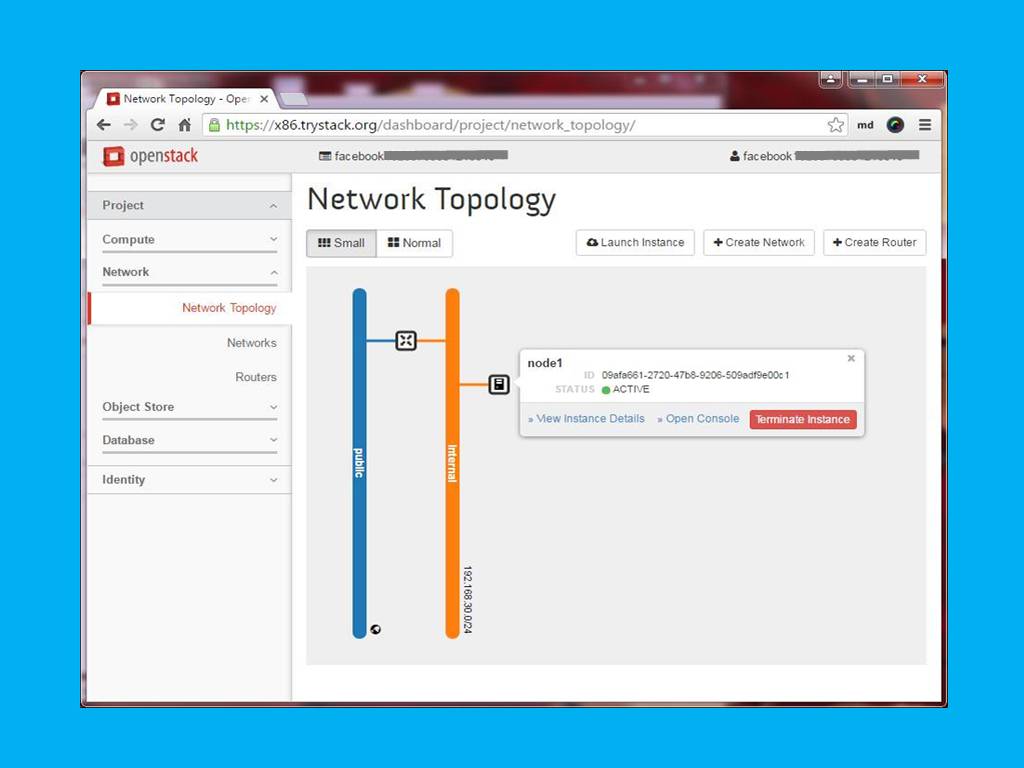 Network Topology - Ope
https://x86.trystack.org/dashboard/project/network_topology/
md
openstack
facebook
facebook
Project
Compute
Network
Network Topology
Networks
Routers
Object Store
Database
Identity
Network Topology
Small
Normal
Launch Instance
Create Network
Create Router
public
Internal
192.168.30.0/24
node1
ID 09afa661-2720-47b8-9206-509adf9e00c1
STATUS ACTIVE
» View Instance Details » Open Console Terminate Instance